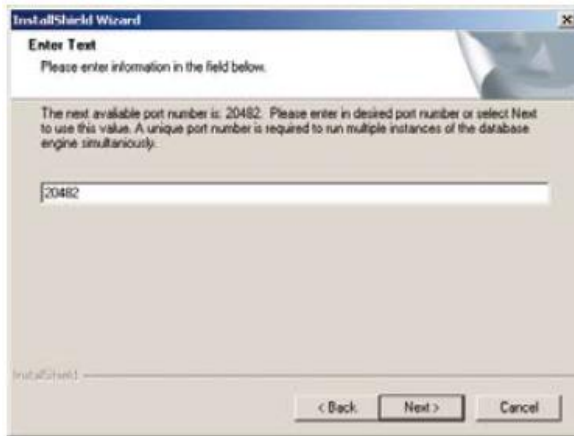 InstallShield Wizard
Enter Text
Please enter information in the field below.
The next available port number is: 20482. Please enter in desired port number or select Next
to use this value. A unique port number is required to run multiple instances of the database
engine simultaniously.
20482
InstallShield
< Back
Next >
Cancel